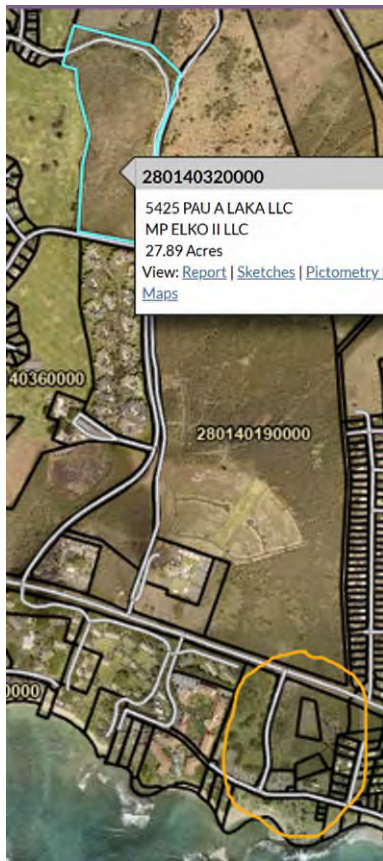 280140320000
5425 PAU A LAKA LLC
MP ELKO II LLC
27.89 Acres
View: Report | Sketches | Pictometry
Maps
40360000
280140190000
0000